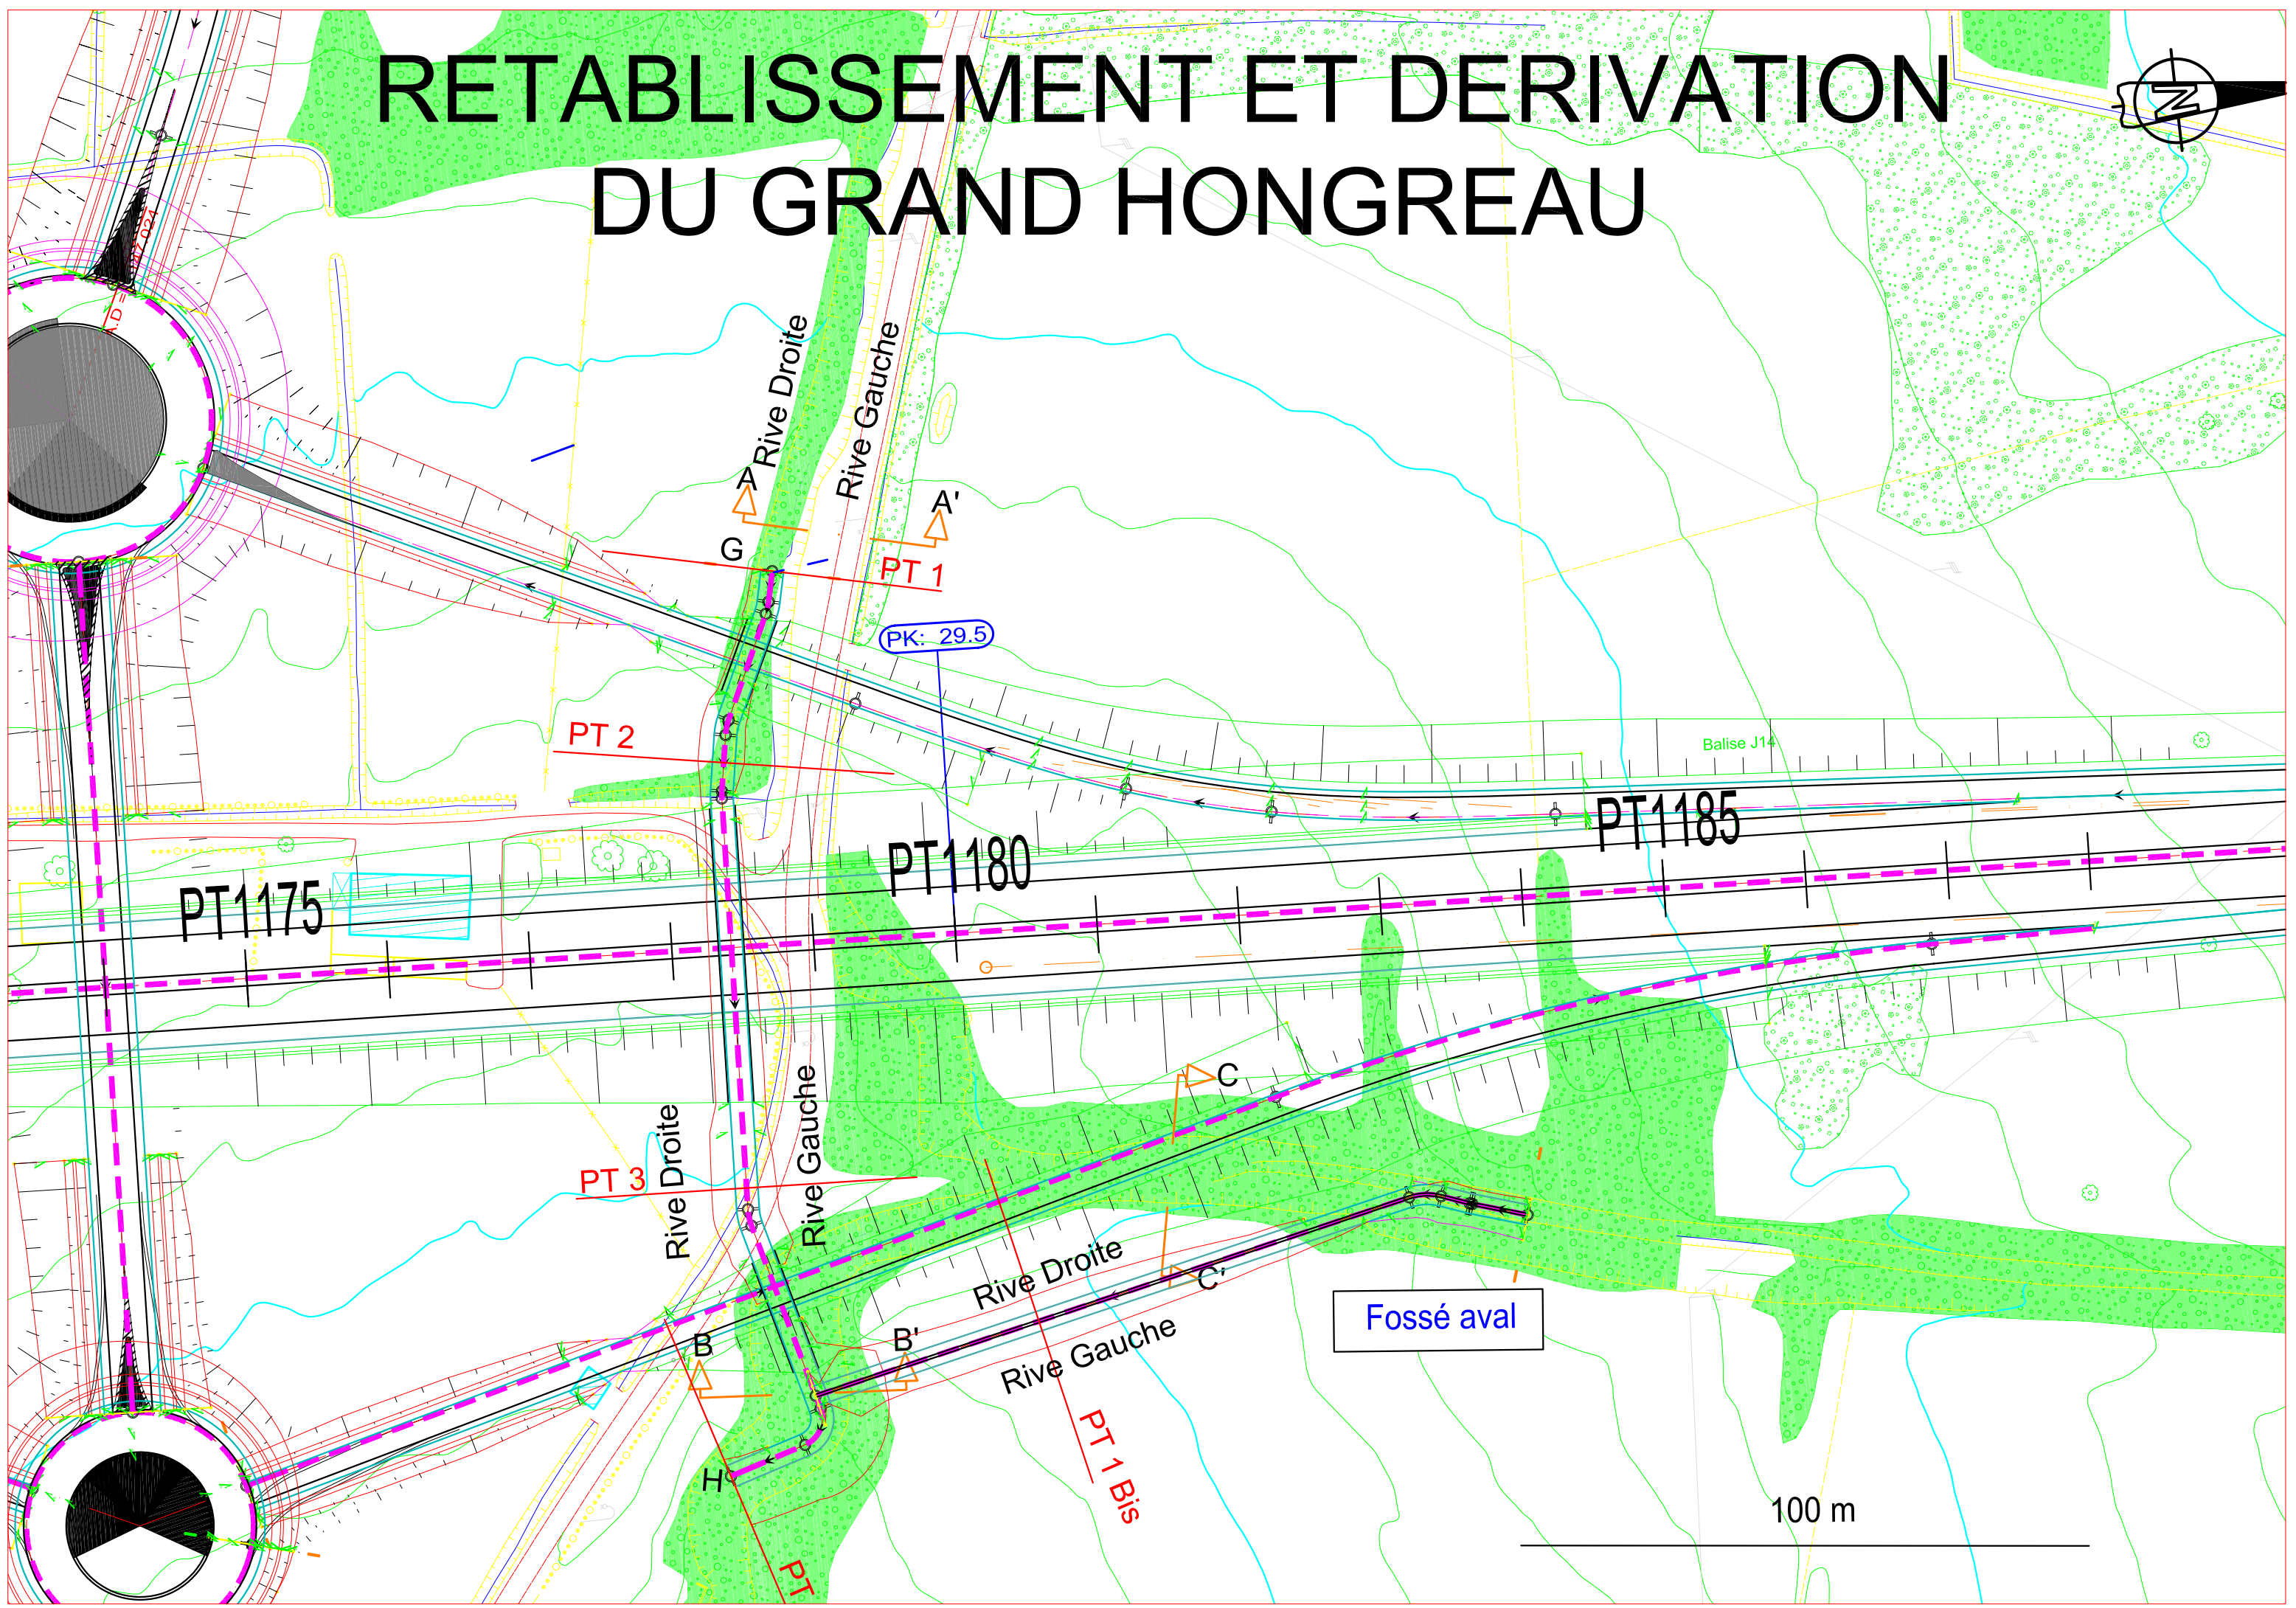 RETABLISSEMENT ET DERIVATION
DU GRAND HONGREAU
N
Rive Droite
Rive Gauche
A
A'
G
PT 1
PK: 29.5
PT 2
Balise J14
PT1185
PT1180
PT1175
C
Rive Droite
Rive Gauche
PT 3
Rive Droite
C'
Fossé aval
Rive Gauche
B
B'
PT 1 Bis
H
100 m
PT